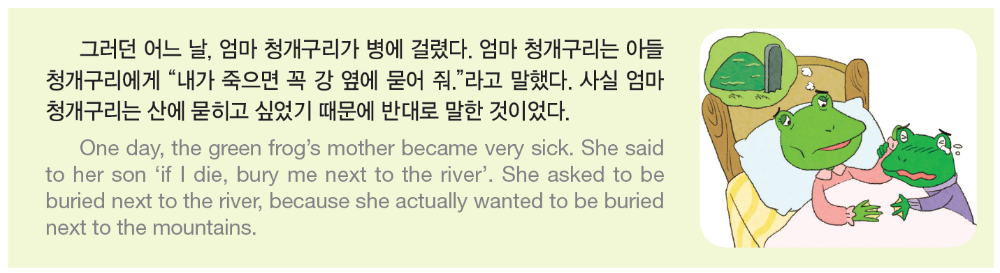 그러던 어느 날, 엄마 청개구리가 병에 걸렸다. 엄마 청개구리는 아들
청개구리에게 “내가 죽으면 꼭 강 옆에 묻어 줘.”라고 말했다. 사실 엄마
청개구리는 산에 묻히고 싶었기 때문에 반대로 말한 것이었다.
One day, the green frog’s mother became very sick. She said
to her son ‘if I die, bury me next to the river’. She asked to be
buried next to the river, because she actually wanted to be buried
next to the mountains.